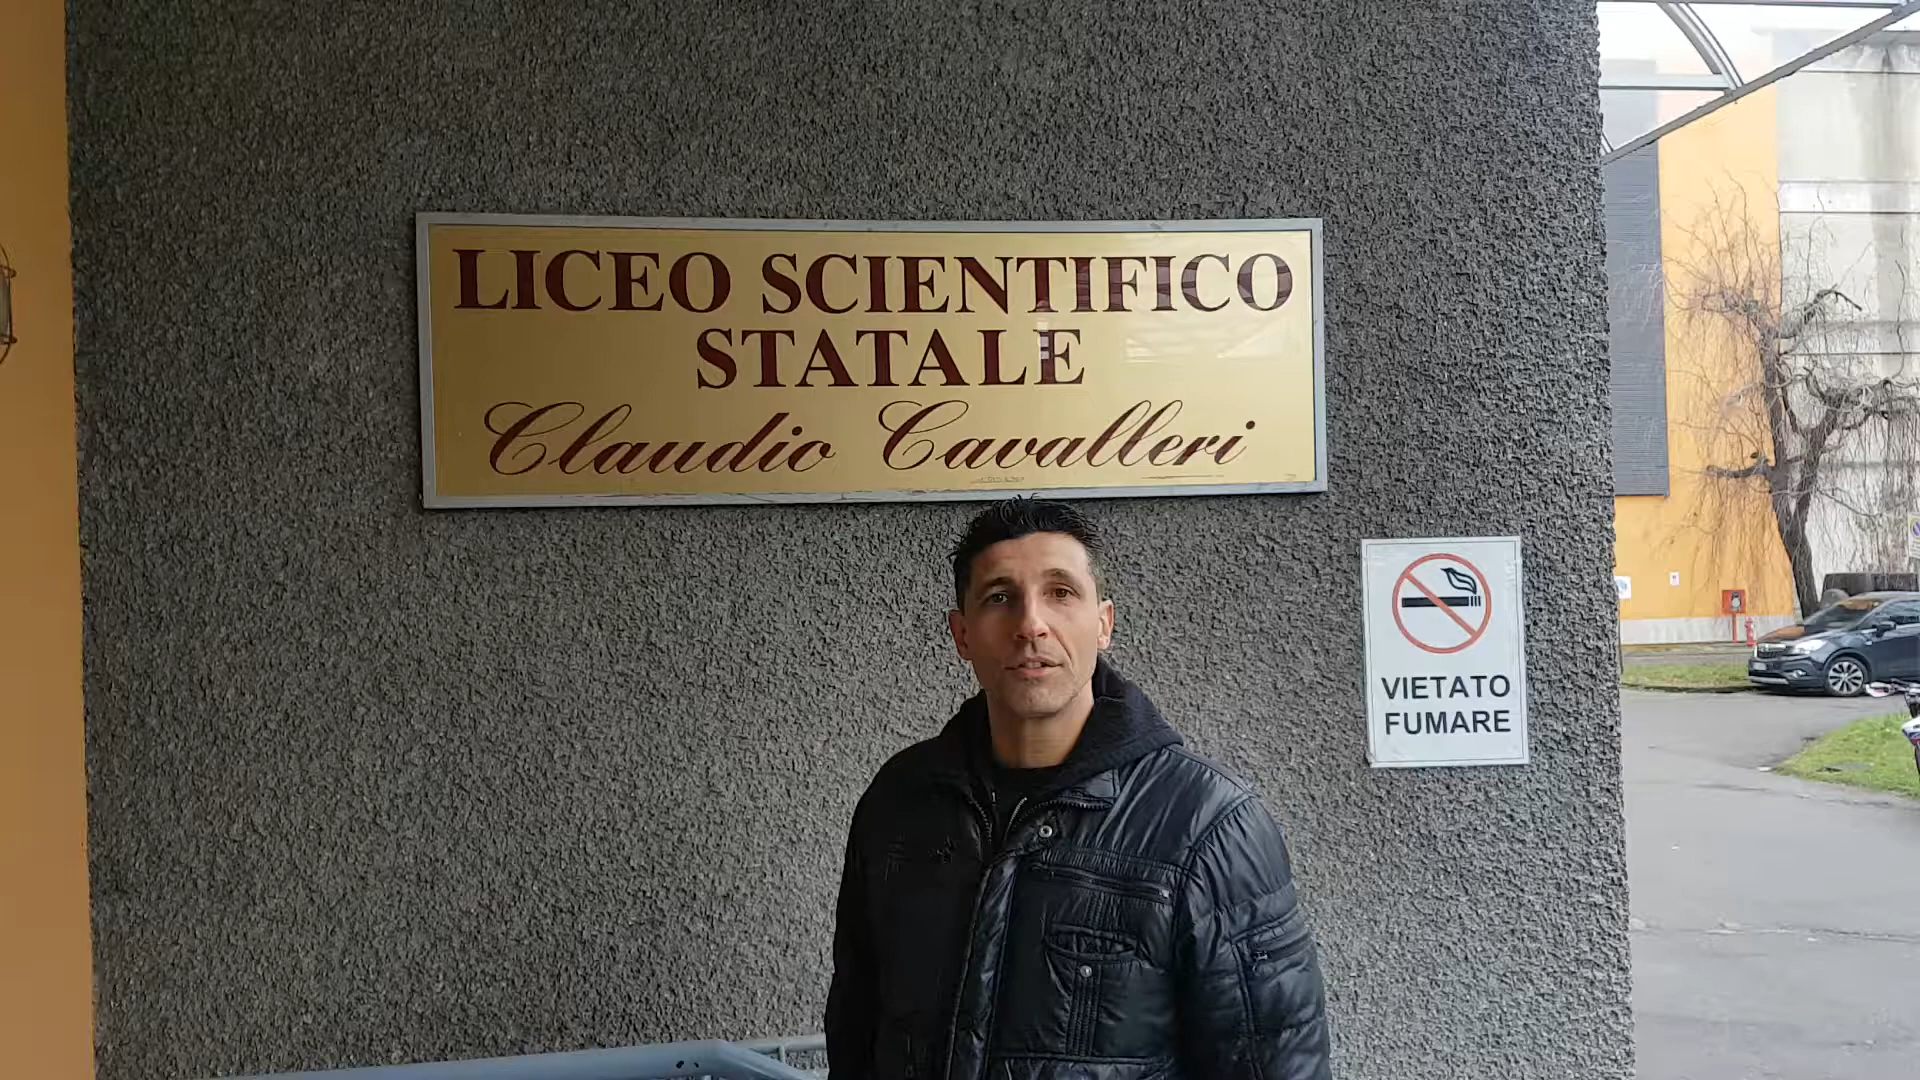 LICEO SCIENTIFICO
STATALE
Claudio Cavalleri
VIETATO
FUMARE